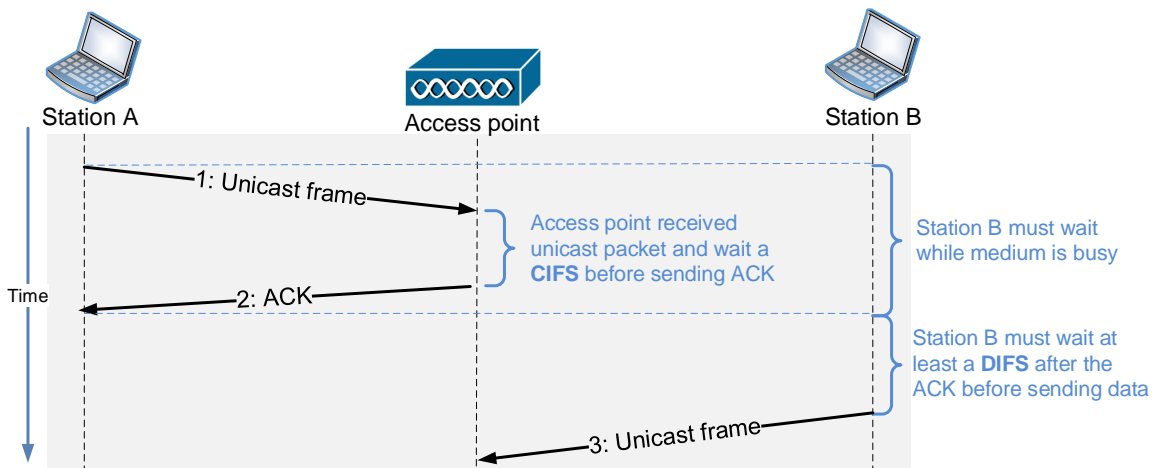 Station A
Access point
Station B
1: Unicast frame
Access point received
unicast packet and wait a
CIFS before sending ACK
Station B must wait
while medium is busy
Time
2: ACK
Station B must wait at
least a DIFS after the
ACK before sending data
3: Unicast frame